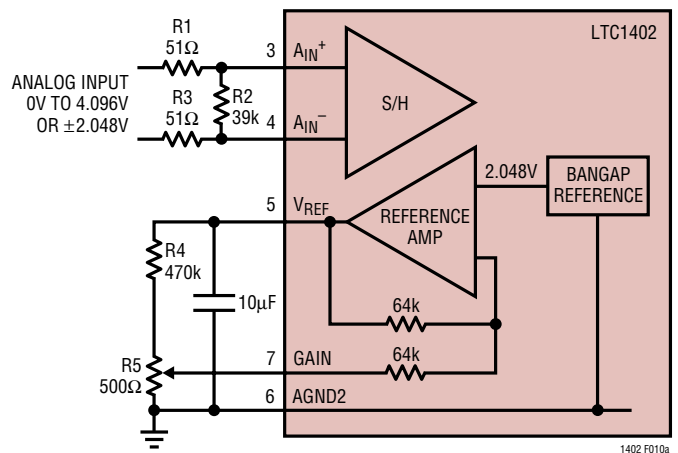 LTC1402
R1
51Ω
3
AIN+
ANALOG INPUT
0V TO 4.096V
OR ±2.048V
R2
39k
S/H
R3
51Ω
4
AIN–
2.048V
BANGAP
REFERENCE
5
VREF
REFERENCE
AMP
R4
470k
10µF
64k
64k
R5
500Ω
7
GAIN
6
AGND2
1402 F010a